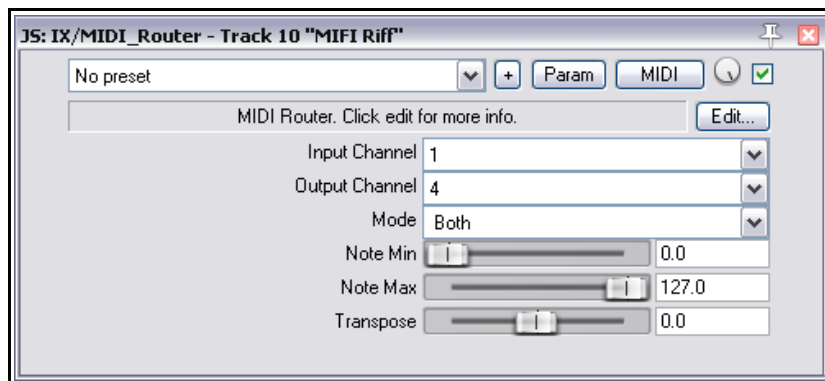 JS: IX/MIDI_Router - Track 10 "MIFI Riff"
No preset + Param MIDI
MIDI Router. Click edit for more info. Edit...
Input Channel 1
Output Channel 4
Mode Both
Note Min 0.0
Note Max 127.0
Transpose 0.0